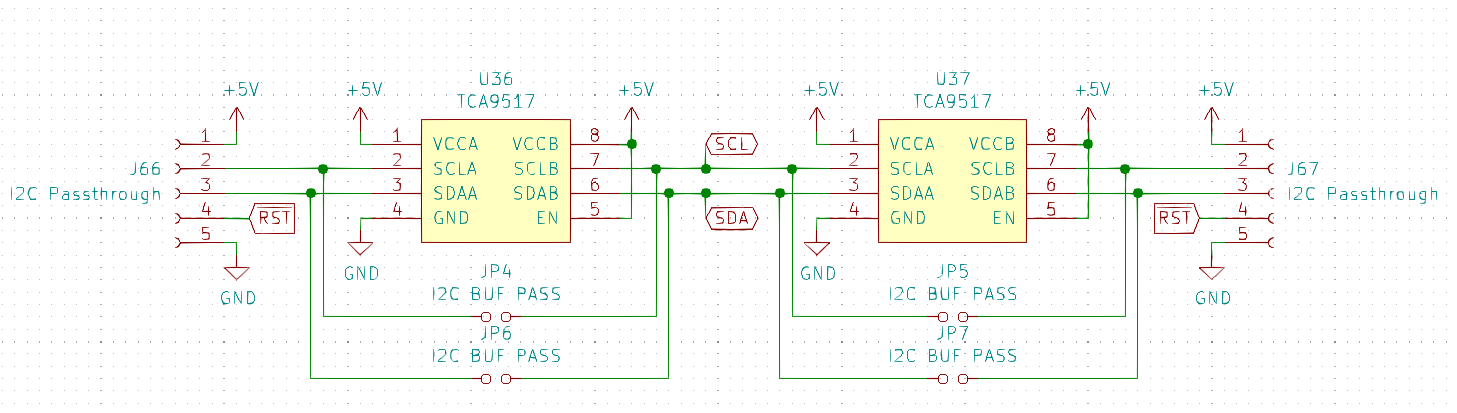 U36
TCA9517
U37
TCA9517
+5V
+5V
+5V
+5V
+5V
+5V
1
1 VCCA VCCB 8
SCL
1 VCCA VCCB 8
1
J66
2
2 SCLA SCLB 7
2 SCLA SCLB 7
2
J67
I2C Passthrough
3
3 SDAA SDAB 6
3 SDAA SDAB 6
3
I2C Passthrough
4
RST
4 GND EN 5
SDA
4 GND EN 5
RST
4
5
5
GND
GND
GND
GND
JP4
I2C BUF PASS
JP5
I2C BUF PASS
JP6
I2C BUF PASS
JP7
I2C BUF PASS